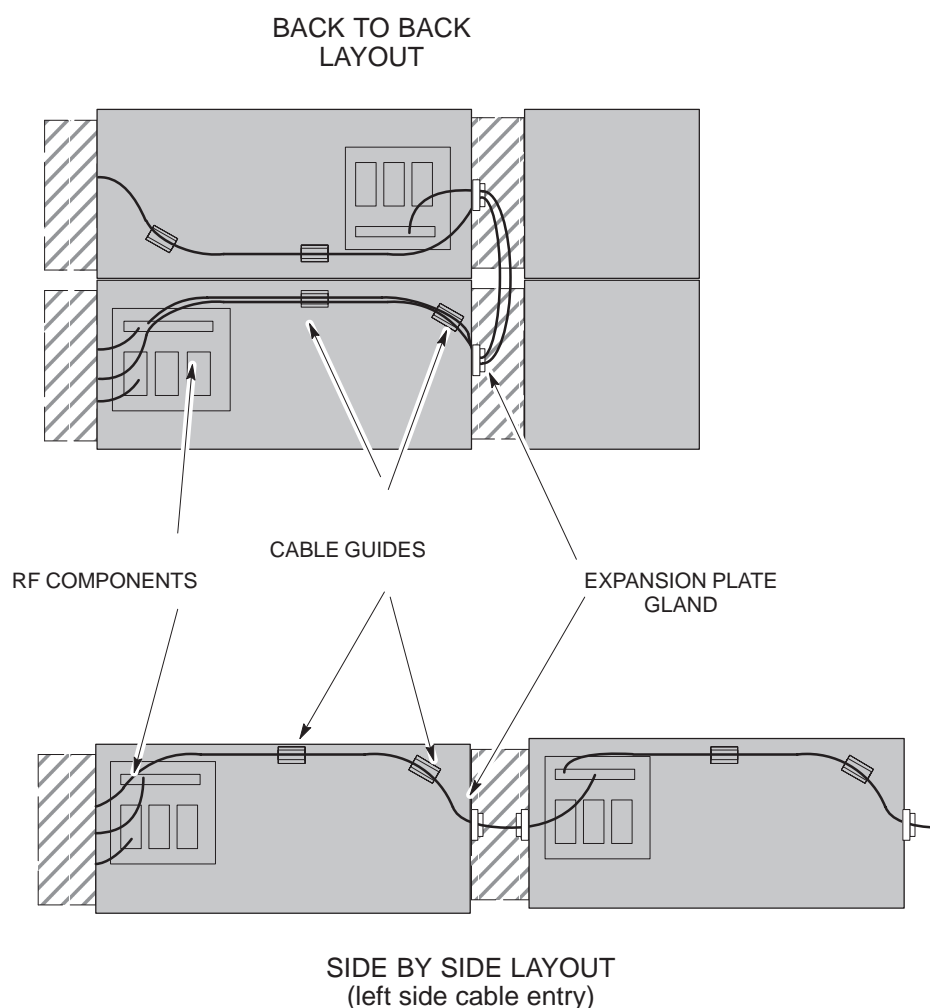 BACK TO BACK
LAYOUT
CABLE GUIDES
RF COMPONENTS
EXPANSION PLATE
GLAND
SIDE BY SIDE LAYOUT
(left side cable entry)